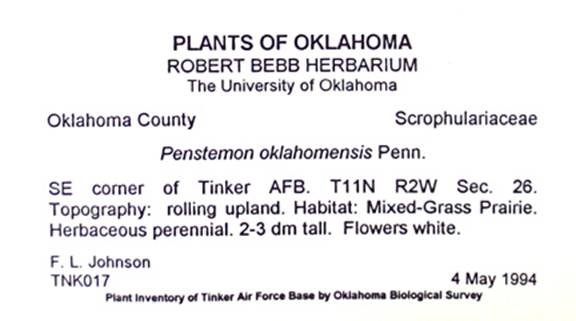 PLANTS OF OKLAHOMA
ROBERT BEBB HERBARIUM
The University of Oklahoma
Oklahoma County Scrophulariaceae
Penstemon oklahomensis Penn.
SE corner of Tinker AFB. T11N R2W Sec. 26.
Topography: rolling upland. Habitat: Mixed-Grass Prairie.
Herbaceous perennial. 2-3 dm tall. Flowers white.
F. L. Johnson
TNK017 4 May 1994
Plant Inventory of Tinker Air Force Base by Oklahoma Biological Survey